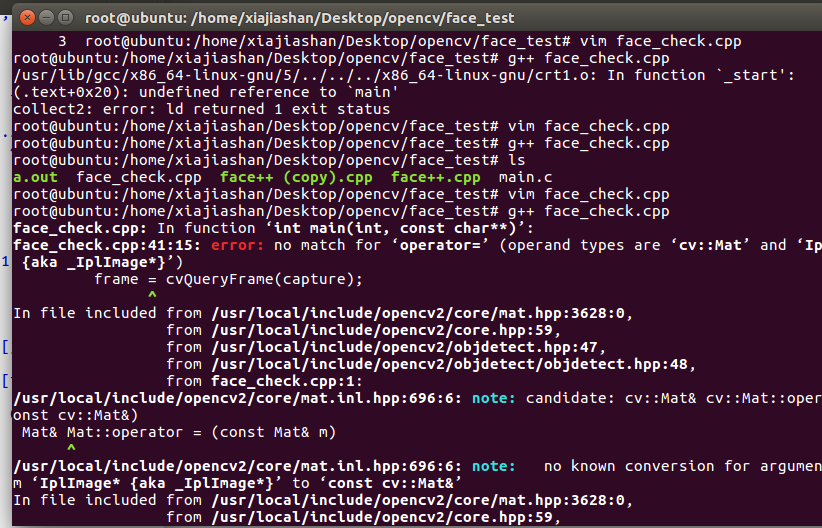 root@ubuntu: /home/xiajiashan/Desktop/opencv/face_test
3  root@ubuntu:/home/xiajiashan/Desktop/opencv/face_test# vim face_check.cpp
root@ubuntu:/home/xiajiashan/Desktop/opencv/face_test# g++ face_check.cpp
/usr/lib/gcc/x86_64-linux-gnu/5/../../../x86_64-linux-gnu/crt1.o: In function `_start':
(.text+0x20): undefined reference to `main'
collect2: error: ld returned 1 exit status
root@ubuntu:/home/xiajiashan/Desktop/opencv/face_test# vim face_check.cpp
root@ubuntu:/home/xiajiashan/Desktop/opencv/face_test# g++ face_check.cpp
root@ubuntu:/home/xiajiashan/Desktop/opencv/face_test# ls
a.out  face_check.cpp  face++ (copy).cpp  face++.cpp  main.c
root@ubuntu:/home/xiajiashan/Desktop/opencv/face_test# vim face_check.cpp
root@ubuntu:/home/xiajiashan/Desktop/opencv/face_test# g++ face_check.cpp
face_check.cpp: In function ‘int main(int, const char**)’:
face_check.cpp:41:15: error: no match for ‘operator=’ (operand types are ‘cv::Mat’ and ‘Ip
1 {aka _IplImage*}’)
frame = cvQueryFrame(capture);
^
In file included from /usr/local/include/opencv2/core/mat.hpp:3628:0,
from /usr/local/include/opencv2/core.hpp:59,
from /usr/local/include/opencv2/objdetect.hpp:47,
[ from /usr/local/include/opencv2/objdetect/objdetect.hpp:48,
[ from face_check.cpp:1:
/usr/local/include/opencv2/core/mat.inl.hpp:696:6: note: candidate: cv::Mat& cv::Mat::oper
onst cv::Mat&)
Mat& Mat::operator = (const Mat& m)
^
/usr/local/include/opencv2/core/mat.inl.hpp:696:6: note:   no known conversion for argumen
m ‘IplImage* {aka _IplImage*}’ to ‘const cv::Mat&’
In file included from /usr/local/include/opencv2/core/mat.hpp:3628:0,
from /usr/local/include/opencv2/core.hpp:59,